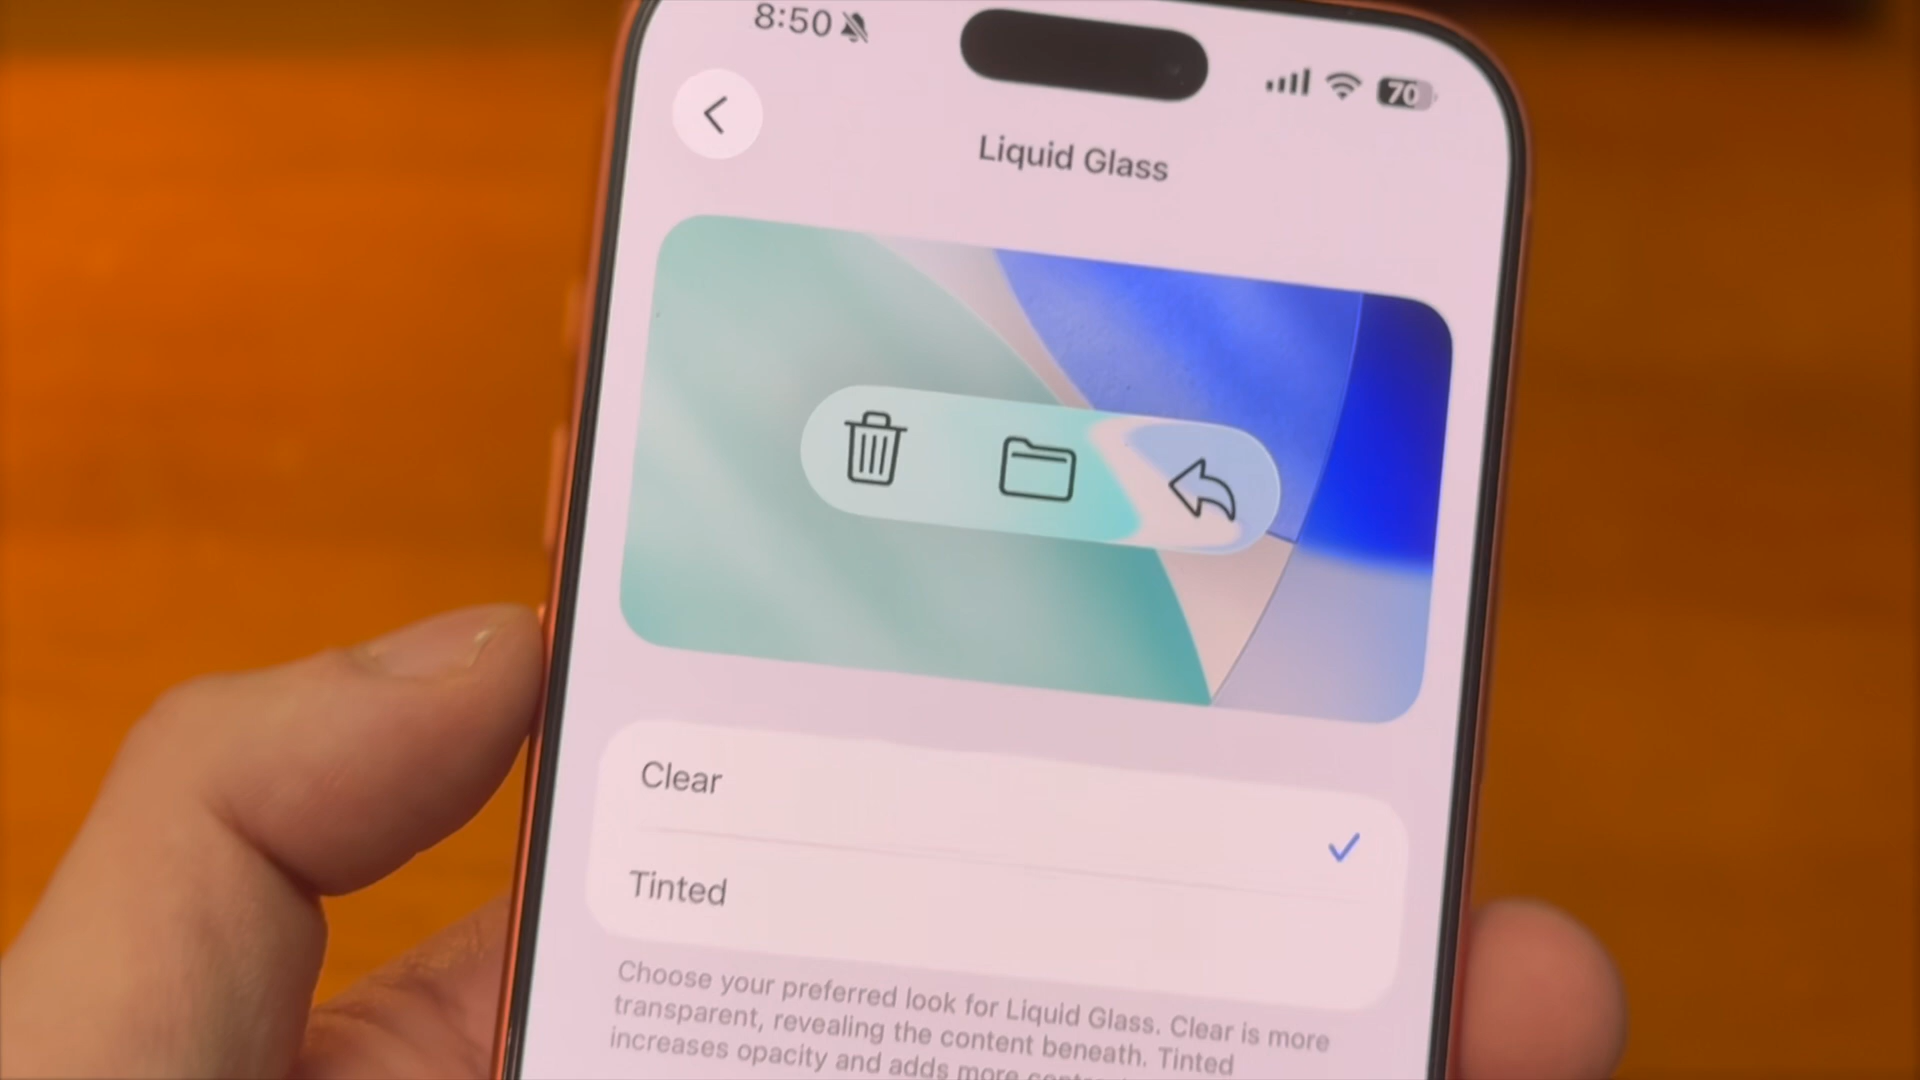 8:50
70
Liquid Glass
Clear
Tinted
Choose your preferred look for Liquid Glass. Clear is more
transparent, revealing the content beneath. Tinted
increases opacity and adds more